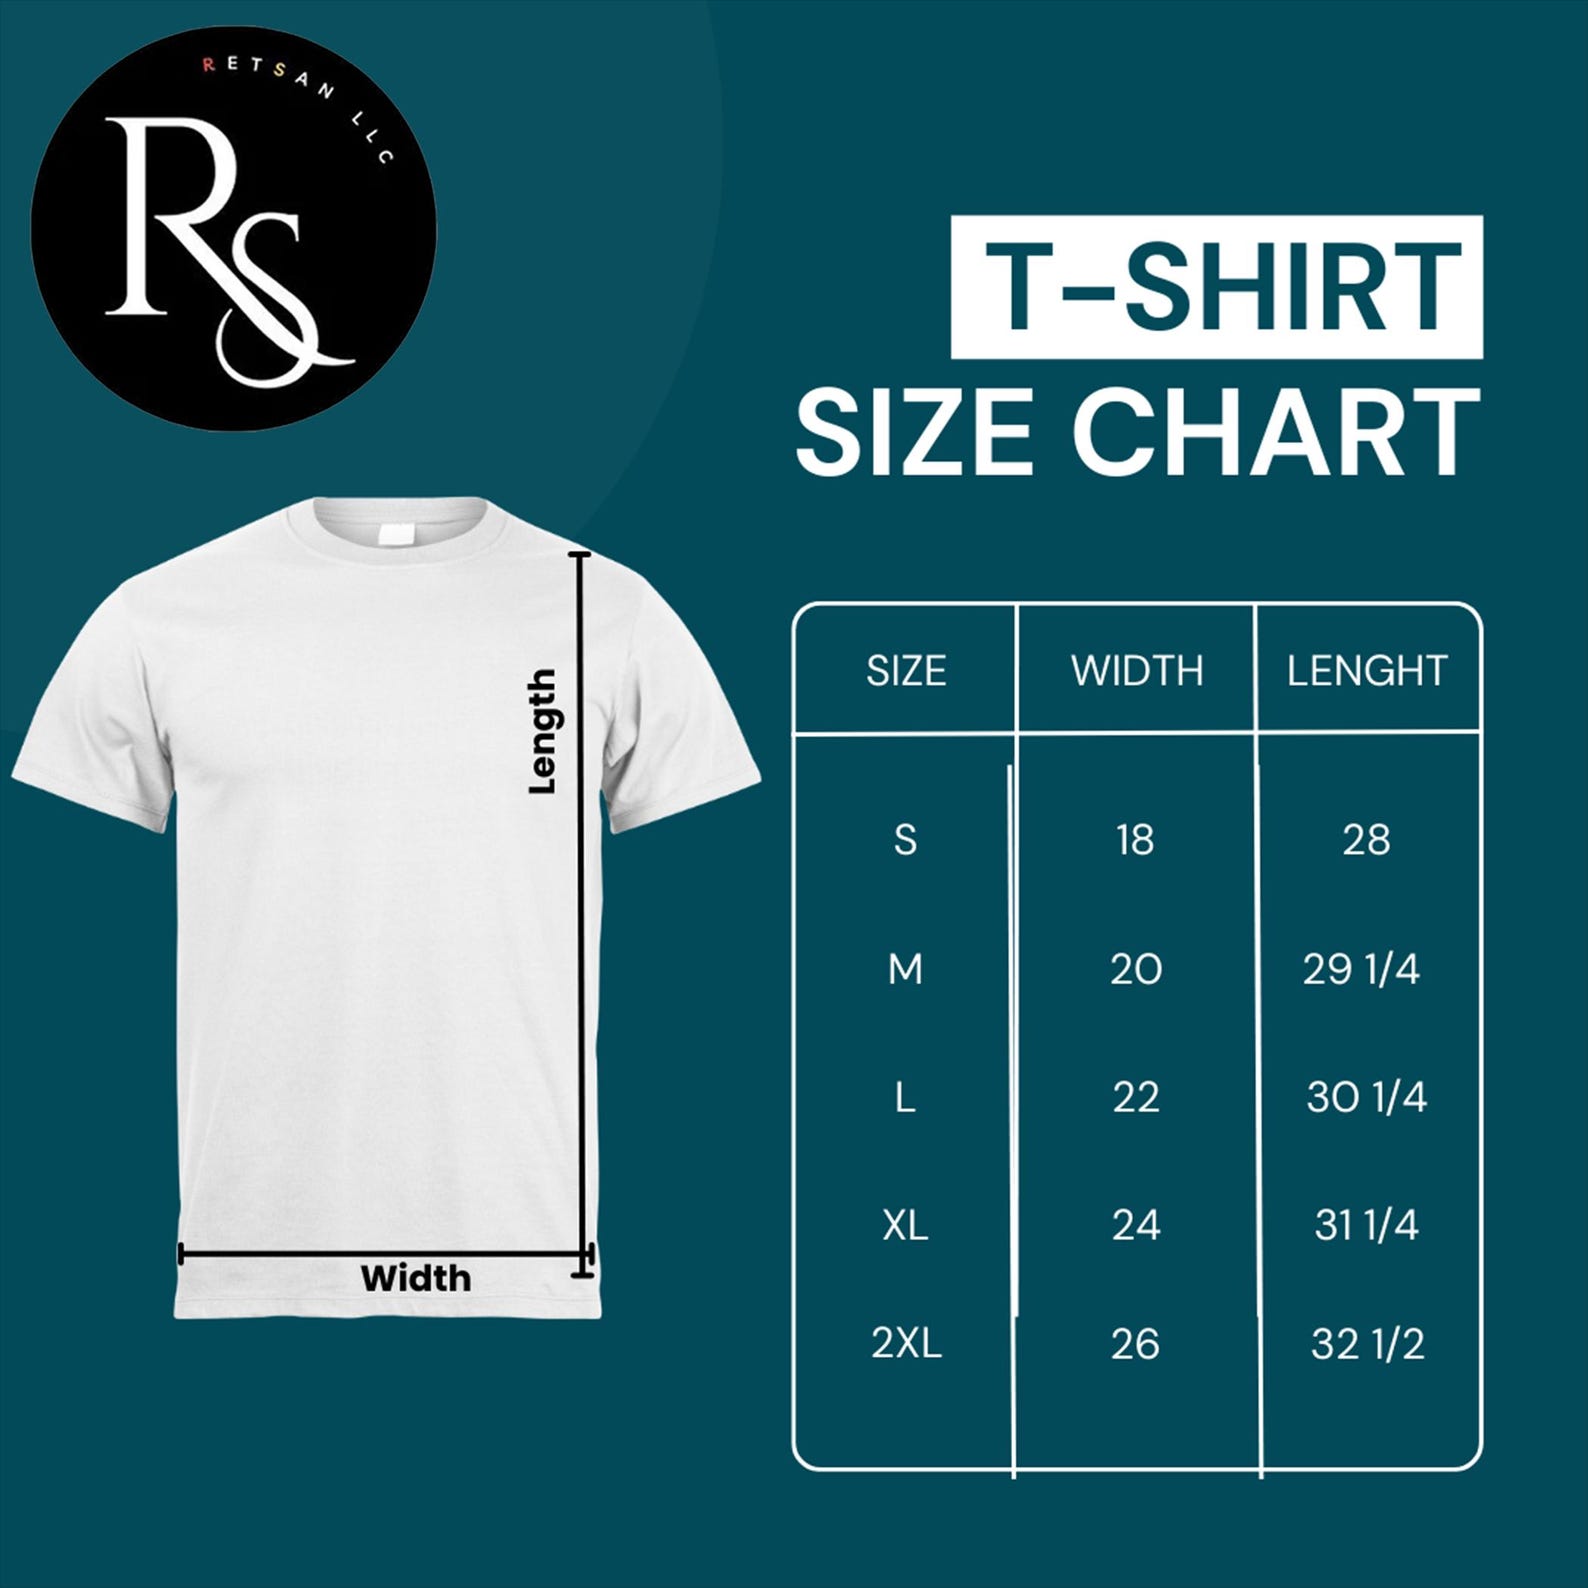 RETSAN LLC
RS
T-SHIRT
SIZE CHART
Length
Width
SIZE WIDTH LENGHT
S 18 28
M 20 29 1/4
L 22 30 1/4
XL 24 31 1/4
2XL 26 32 1/2